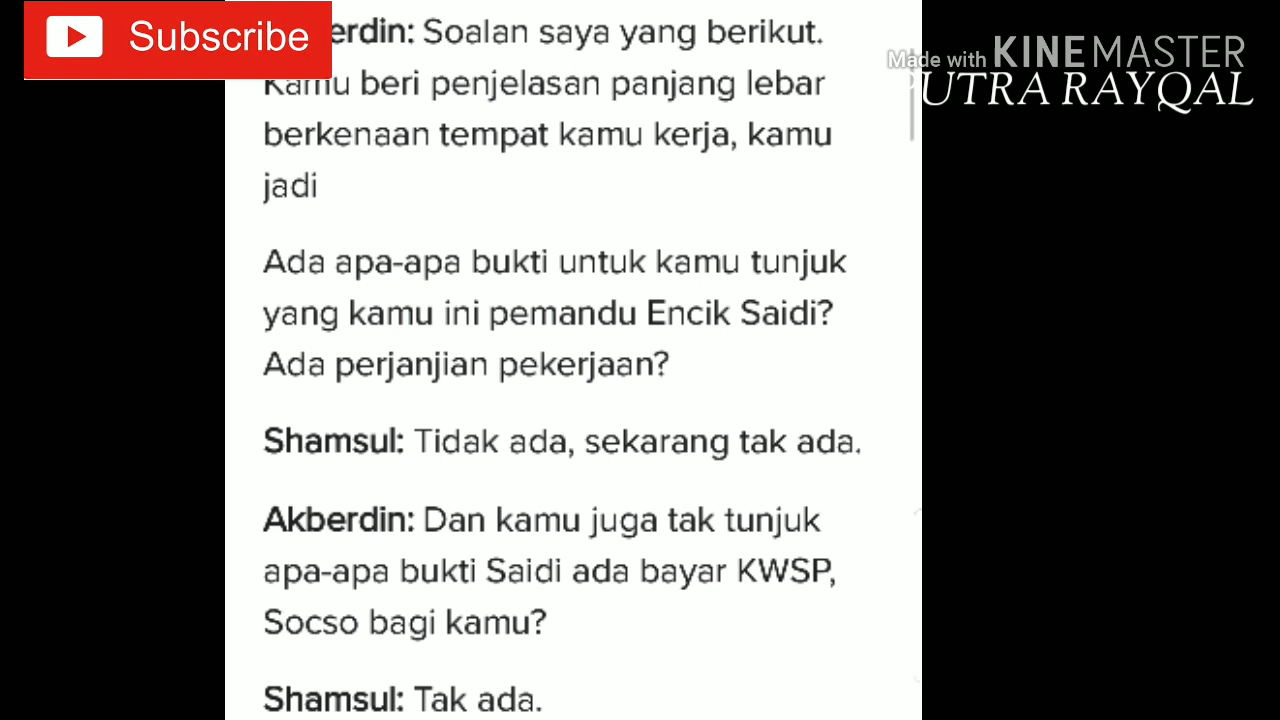 Subscribe
erdin: Soalan saya yang berikut.
Made with KINEMASTER
Kamu beri penjelasan panjang lebar
UTRA RAYQAL
berkenaan tempat kamu kerja, kamu
jadi
Ada apa-apa bukti untuk kamu tunjuk
yang kamu ini pemandu Encik Saidi?
Ada perjanjian pekerjaan?
Shamsul: Tidak ada, sekarang tak ada.
Akberdin: Dan kamu juga tak tunjuk
apa-apa bukti Saidi ada bayar KWSP,
Socso bagi kamu?
Shamsul: Tak ada.